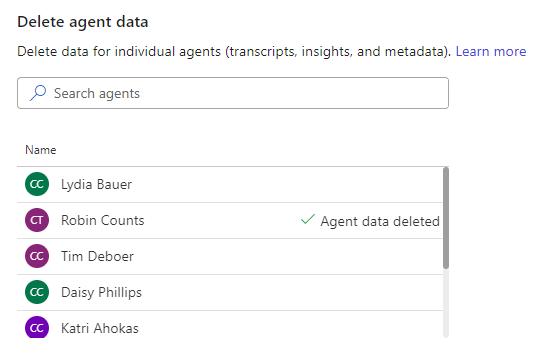 Delete agent data
Delete data for individual agents (transcripts, insights, and metadata). Learn more
Search agents
Name
CC Lydia Bauer
CT Robin Counts Agent data deleted
CC Tim Deboer
CC Daisy Phillips
CC Katri Ahokas